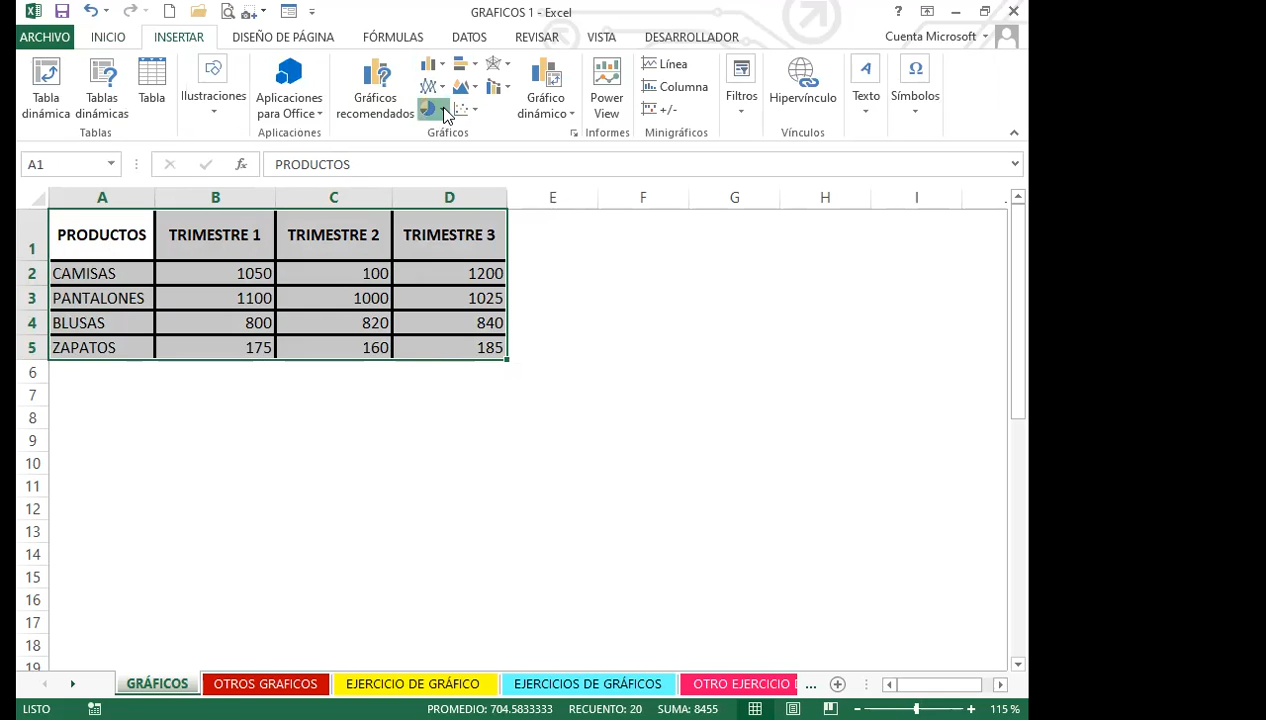 GRAFICOS 1 - Excel
?
ARCHIVO INICIO INSERTAR DISEÑO DE PÁGINA FÓRMULAS DATOS REVISAR VISTA DESARROLLADOR Cuenta Microsoft
Tabla dinámica
Tablas dinámicas
Tabla
Ilustraciones
Aplicaciones para Office
Gráficos recomendados
Gráfico dinámico
Power View
Línea
Columna
+/-
Filtros
Hipervínculo
Texto
Símbolos
Tablas Aplicaciones Gráficos Informes Minigráficos Vínculos
A1 fx PRODUCTOS
A B C D E F G H I
1 PRODUCTOS TRIMESTRE 1 TRIMESTRE 2 TRIMESTRE 3
2 CAMISAS 1050 100 1200
3 PANTALONES 1100 1000 1025
4 BLUSAS 800 820 840
5 ZAPATOS 175 160 185
6
7
8
9
10
11
12
13
14
15
16
17
18
19
GRÁFICOS OTROS GRAFICOS EJERCICIO DE GRÁFICO EJERCICIOS DE GRÁFICOS OTRO EJERCICIO ...
LISTO PROMEDIO: 704.5833333 RECUENTO: 20 SUMA: 8455 115 %